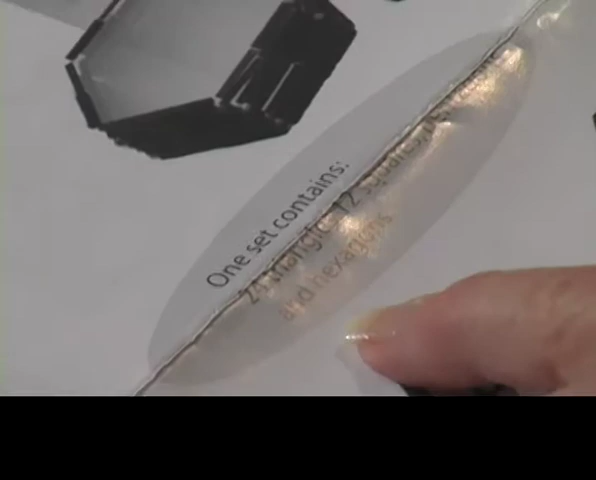 One set contains:
24 triangles, 12 squares,
and hexagons